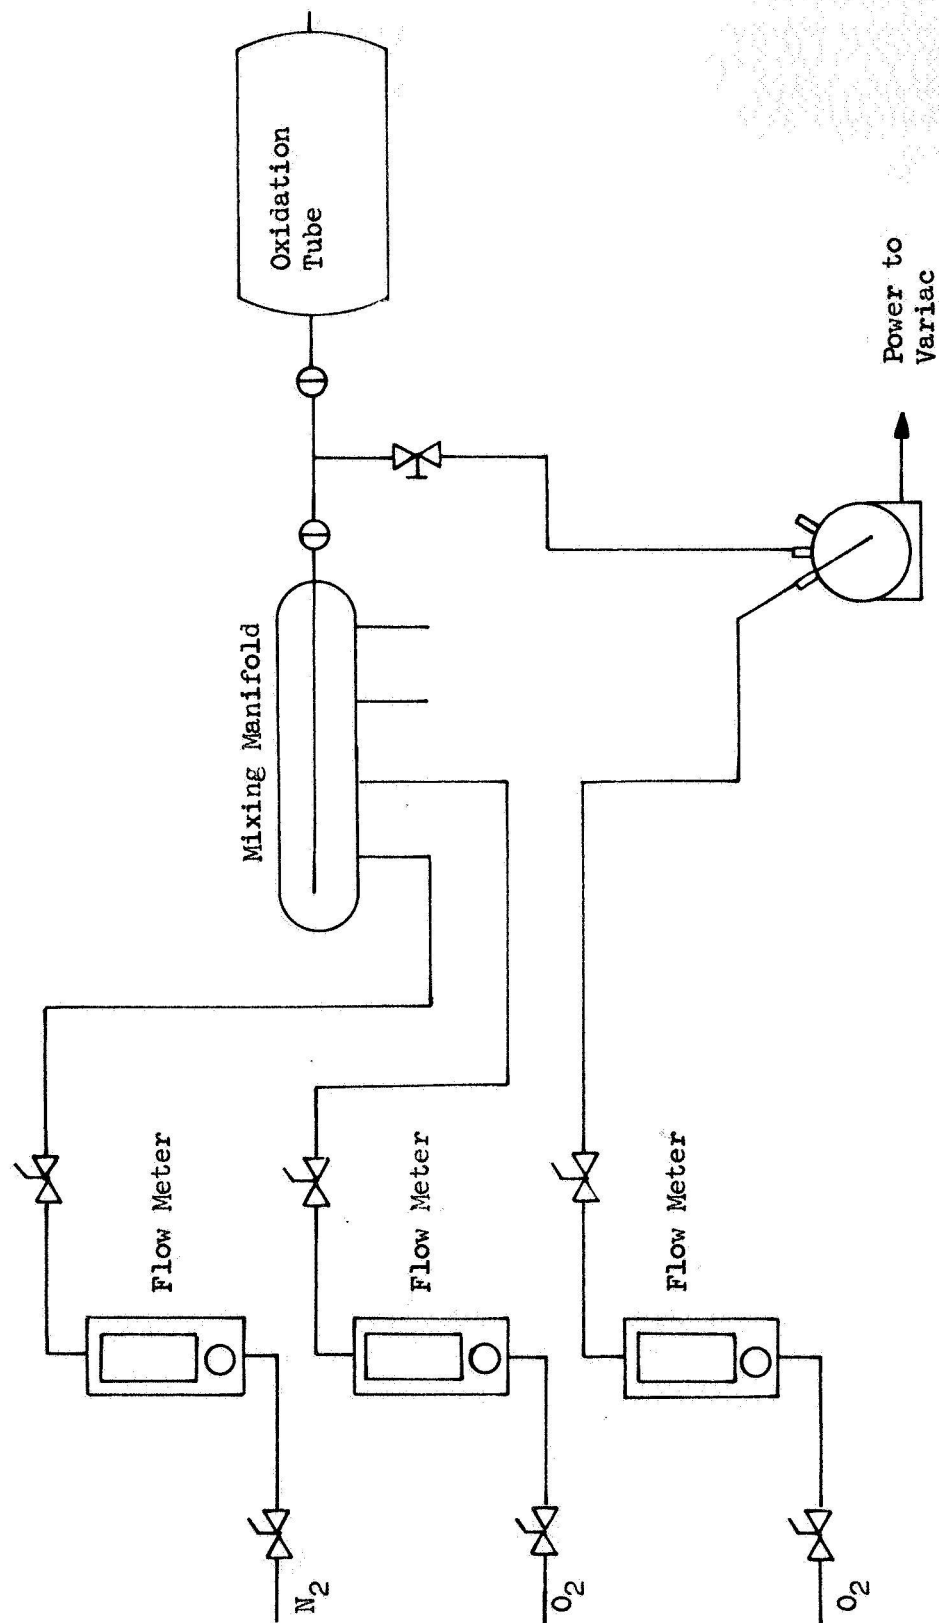 Oxidation
Tube
Mixing Manifold
Power to
Variac
Flow Meter
Flow Meter
Flow Meter
N2
O2
O2